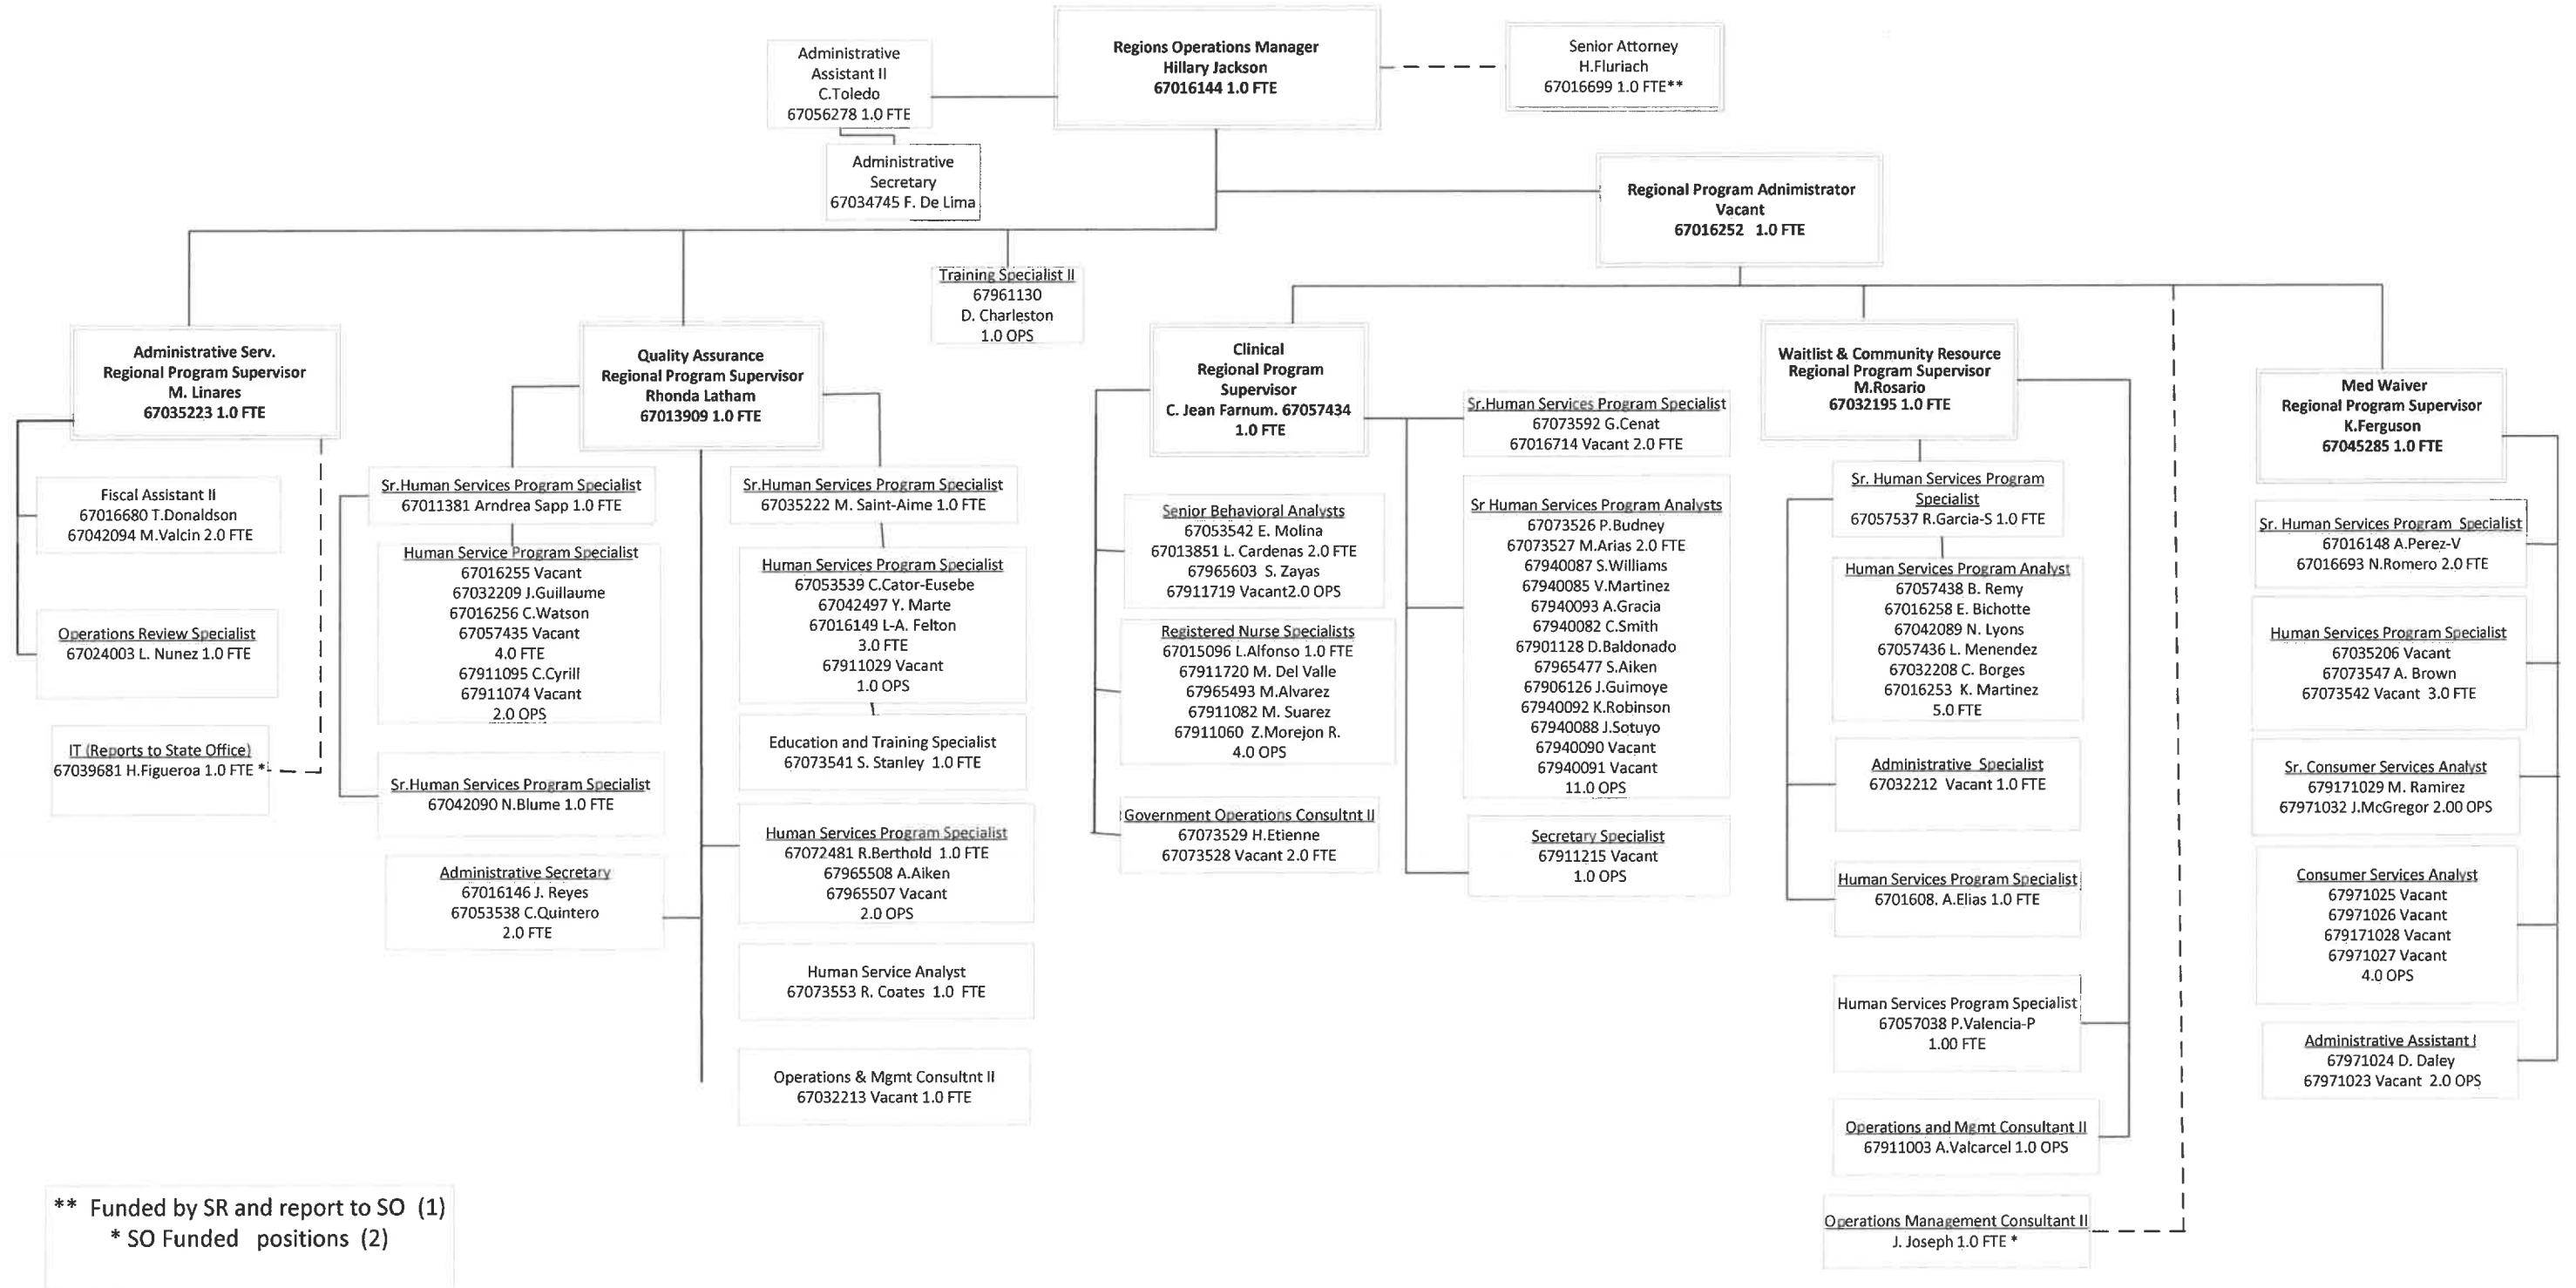 Administrative
Assistant II
C.Toledo
67056278 1.0 FTE
Regions Operations Manager
Hillary Jackson
67016144 1.0 FTE
Senior Attorney
H.Fluriach
67016699 1.0 FTE**
Administrative
Secretary
67034745 F. De Lima
Regional Program Adnimistrator
Vacant
67016252 1.0 FTE
Training Specialist II
67961130
D. Charleston
1.0 OPS
Administrative Serv.
Regional Program Supervisor
M. Linares
67035223 1.0 FTE
Fiscal Assistant II
67016680 T.Donaldson
67042094 M.Valcin 2.0 FTE
Operations Review Specialist
67024003 L. Nunez 1.0 FTE
IT (Reports to State Office)
67039681 H.Figueroa 1.0 FTE *
Quality Assurance
Regional Program Supervisor
Rhonda Latham
67013909 1.0 FTE
Sr.Human Services Program Specialist
67011381 Arndrea Sapp 1.0 FTE
Human Service Program Specialist
67016255 Vacant
67032209 J.Guillaume
67016256 C.Watson
67057435 Vacant
4.0 FTE
67911095 C.Cyrill
67911074 Vacant
2.0 OPS
Sr.Human Services Program Specialist
67042090 N.Blume 1.0 FTE
Administrative Secretary
67016146 J. Reyes
67053538 C.Quintero
2.0 FTE
Sr.Human Services Program Specialist
67035222 M. Saint-Aime 1.0 FTE
Human Services Program Specialist
67053539 C.Cator-Eusebe
67042497 Y. Marte
67016149 L-A. Felton
3.0 FTE
67911029 Vacant
1.0 OPS
Education and Training Specialist
67073541 S. Stanley 1.0 FTE
Human Services Program Specialist
67072481 R.Berthold 1.0 FTE
67965508 A.Aiken
67965507 Vacant
2.0 OPS
Human Service Analyst
67073553 R. Coates 1.0 FTE
Operations & Mgmt Consultnt II
67032213 Vacant 1.0 FTE
Clinical
Regional Program
Supervisor
C. Jean Farnum. 67057434
1.0 FTE
Senior Behavioral Analysts
67053542 E. Molina
67013851 L. Cardenas 2.0 FTE
67965603 S. Zayas
67911719 Vacant2.0 OPS
Registered Nurse Specialists
67015096 L.Alfonso 1.0 FTE
67911720 M. Del Valle
67965493 M.Alvarez
67911082 M. Suarez
67911060 Z.Morejon R.
4.0 OPS
Government Operations Consultnt II
67073529 H.Etienne
67073528 Vacant 2.0 FTE
Sr.Human Services Program Specialist
67073592 G.Cenat
67016714 Vacant 2.0 FTE
Sr Human Services Program Analysts
67073526 P.Budney
67073527 M.Arias 2.0 FTE
67940087 S.Williams
67940085 V.Martinez
67940093 A.Gracia
67940082 C.Smith
67901128 D.Baldonado
67965477 S.Aiken
67906126 J.Guimoye
67940092 K.Robinson
67940088 J.Sotuyo
67940090 Vacant
67940091 Vacant
11.0 OPS
Secretary Specialist
67911215 Vacant
1.0 OPS
Waitlist & Community Resource
Regional Program Supervisor
M.Rosario
67032195 1.0 FTE
Sr. Human Services Program
Specialist
67057537 R.Garcia-S 1.0 FTE
Human Services Program Analyst
67057438 B. Remy
67016258 E. Bichotte
67042089 N. Lyons
67057436 L. Menendez
67032208 C. Borges
67016253 K. Martinez
5.0 FTE
Administrative Specialist
67032212 Vacant 1.0 FTE
Human Services Program Specialist
6701608. A.Elias 1.0 FTE
Human Services Program Specialist
67057038 P.Valencia-P
1.00 FTE
Operations and Mgmt Consultant II
67911003 A.Valcarcel 1.0 OPS
Operations Management Consultant II
J. Joseph 1.0 FTE *
Med Waiver
Regional Program Supervisor
K.Ferguson
67045285 1.0 FTE
Sr. Human Services Program Specialist
67016148 A.Perez-V
67016693 N.Romero 2.0 FTE
Human Services Program Specialist
67035206 Vacant
67073547 A. Brown
67073542 Vacant 3.0 FTE
Sr. Consumer Services Analyst
679171029 M. Ramirez
67971032 J.McGregor 2.00 OPS
Consumer Services Analyst
67971025 Vacant
67971026 Vacant
679171028 Vacant
67971027 Vacant
4.0 OPS
Administrative Assistant I
67971024 D. Daley
67971023 Vacant 2.0 OPS
** Funded by SR and report to SO (1)
* SO Funded positions (2)